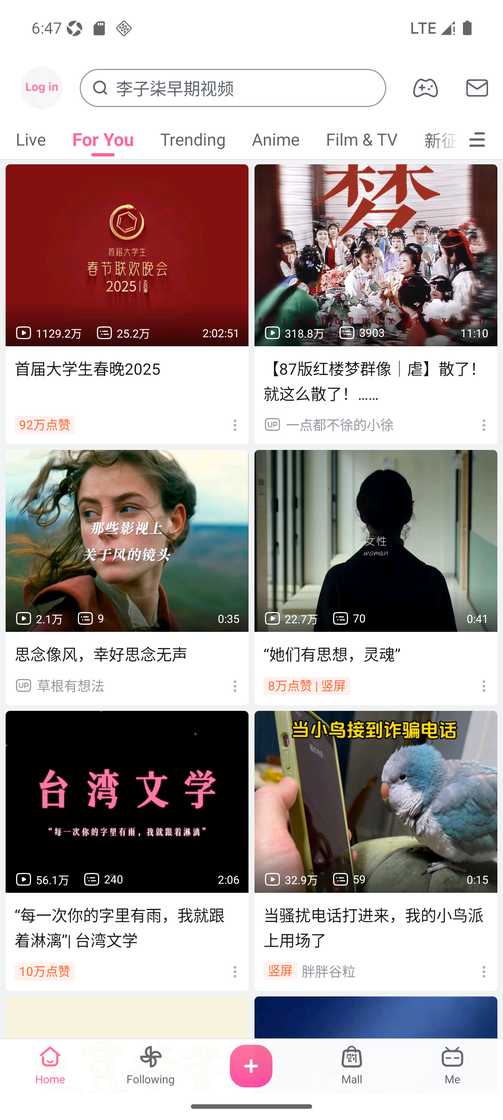 6:47
LTE
Log in
李子柒早期视频
Live
For You
Trending
Anime
Film & TV
新征
首届大学生
春节联欢晚会
2025
1129.2万
25.2万
2:02:51
首届大学生春晚2025
92万点赞
梦
318.8万
3903
11:10
【87版红楼梦群像｜虐】散了！
就这么散了！……
UP
一点都不徐的小徐
那些影视上
关于风的镜头
2.1万
9
0:35
思念像风，幸好思念无声
UP
草根有想法
女性
women
22.7万
70
0:41
“她们有思想，灵魂”
8万点赞 | 竖屏
台湾文学
“每一次你的字里有雨，我就跟着淋漓”
56.1万
240
2:06
“每一次你的字里有雨，我就跟
着淋漓”| 台湾文学
10万点赞
当小鸟接到诈骗电话
32.9万
59
0:15
当骚扰电话打进来，我的小鸟派
上用场了
竖屏
胖胖谷粒
Home
Following
Mall
Me